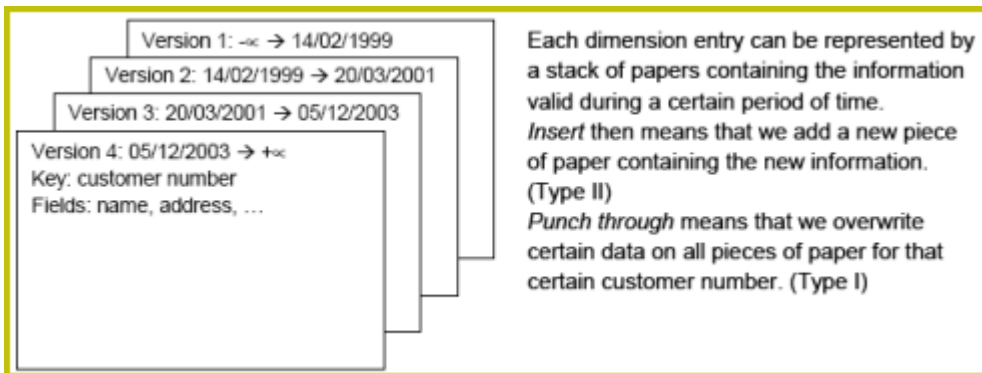 Version 1: -∝ → 14/02/1999
Version 2: 14/02/1999 → 20/03/2001
Version 3: 20/03/2001 → 05/12/2003
Version 4: 05/12/2003 → +∝
Key: customer number
Fields: name, address, …
Each dimension entry can be represented by
a stack of papers containing the information
valid during a certain period of time.
Insert then means that we add a new piece
of paper containing the new information.
(Type II)
Punch through means that we overwrite
certain data on all pieces of paper for that
certain customer number. (Type I)